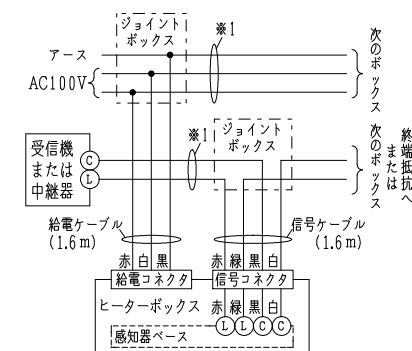 ジョイント
ボックス
※1
アース
AC100V
次のボックス
ジョイント
ボックス
※1
受信機
または
中継器
C
L
次のボックス
または
終端抵抗へ
給電ケーブル
(1.6m)
信号ケーブル
(1.6m)
赤 白 黒
赤 緑 黒 白
給電コネクタ
信号コネクタ
ヒーターボックス
赤 緑 黒 白
感知器ベース
L L C C